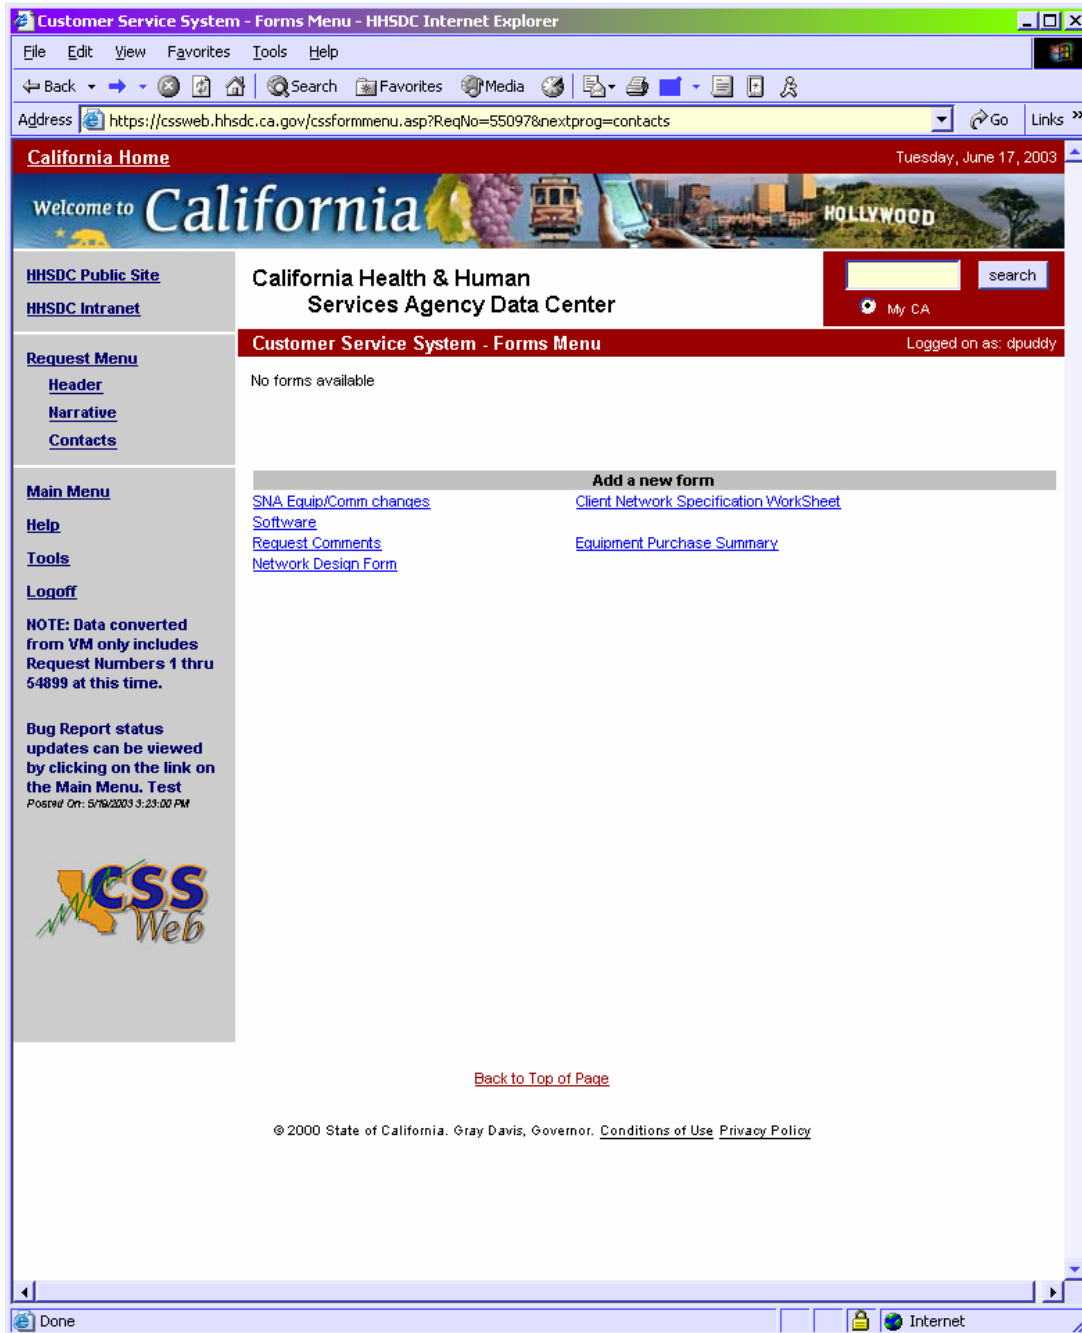 Customer Service System - Forms Menu - HHSDC Internet Explorer
File Edit View Favorites Tools Help
Back Search Favorites Media
Address https://cssweb.hhsdc.ca.gov/cssformmenu.asp?ReqNo=55097&nextprog=contacts Go Links »
California Home Tuesday, June 17, 2003
Welcome to California
HOLLYWOOD
HHSDC Public Site
HHSDC Intranet
California Health & Human
Services Agency Data Center
search
My CA
Customer Service System - Forms Menu Logged on as: dpuddy
Request Menu
Header
Narrative
Contacts
No forms available
Add a new form
SNA Equip/Comm changes Client Network Specification WorkSheet
Software
Request Comments Equipment Purchase Summary
Network Design Form
Main Menu
Help
Tools
Logoff
NOTE: Data converted
from VM only includes
Request Numbers 1 thru
54899 at this time.
Bug Report status
updates can be viewed
by clicking on the link on
the Main Menu. Test
Posted On: 5/19/2003 3:23:00 PM
CSS
Web
Back to Top of Page
© 2000 State of California. Gray Davis, Governor. Conditions of Use Privacy Policy
Done Internet